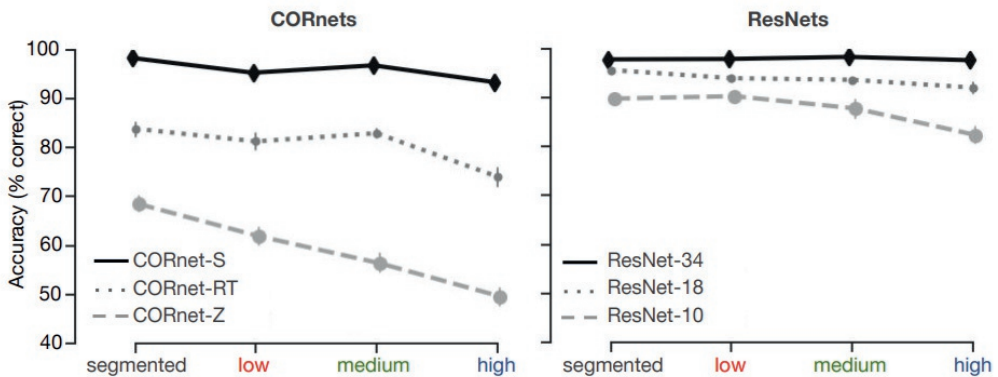 CORnets
ResNets
Accuracy (% correct)
100
90
80
70
60
50
40
CORnet-S
CORnet-RT
CORnet-Z
segmented
low
medium
high
ResNet-34
ResNet-18
ResNet-10
segmented
low
medium
high